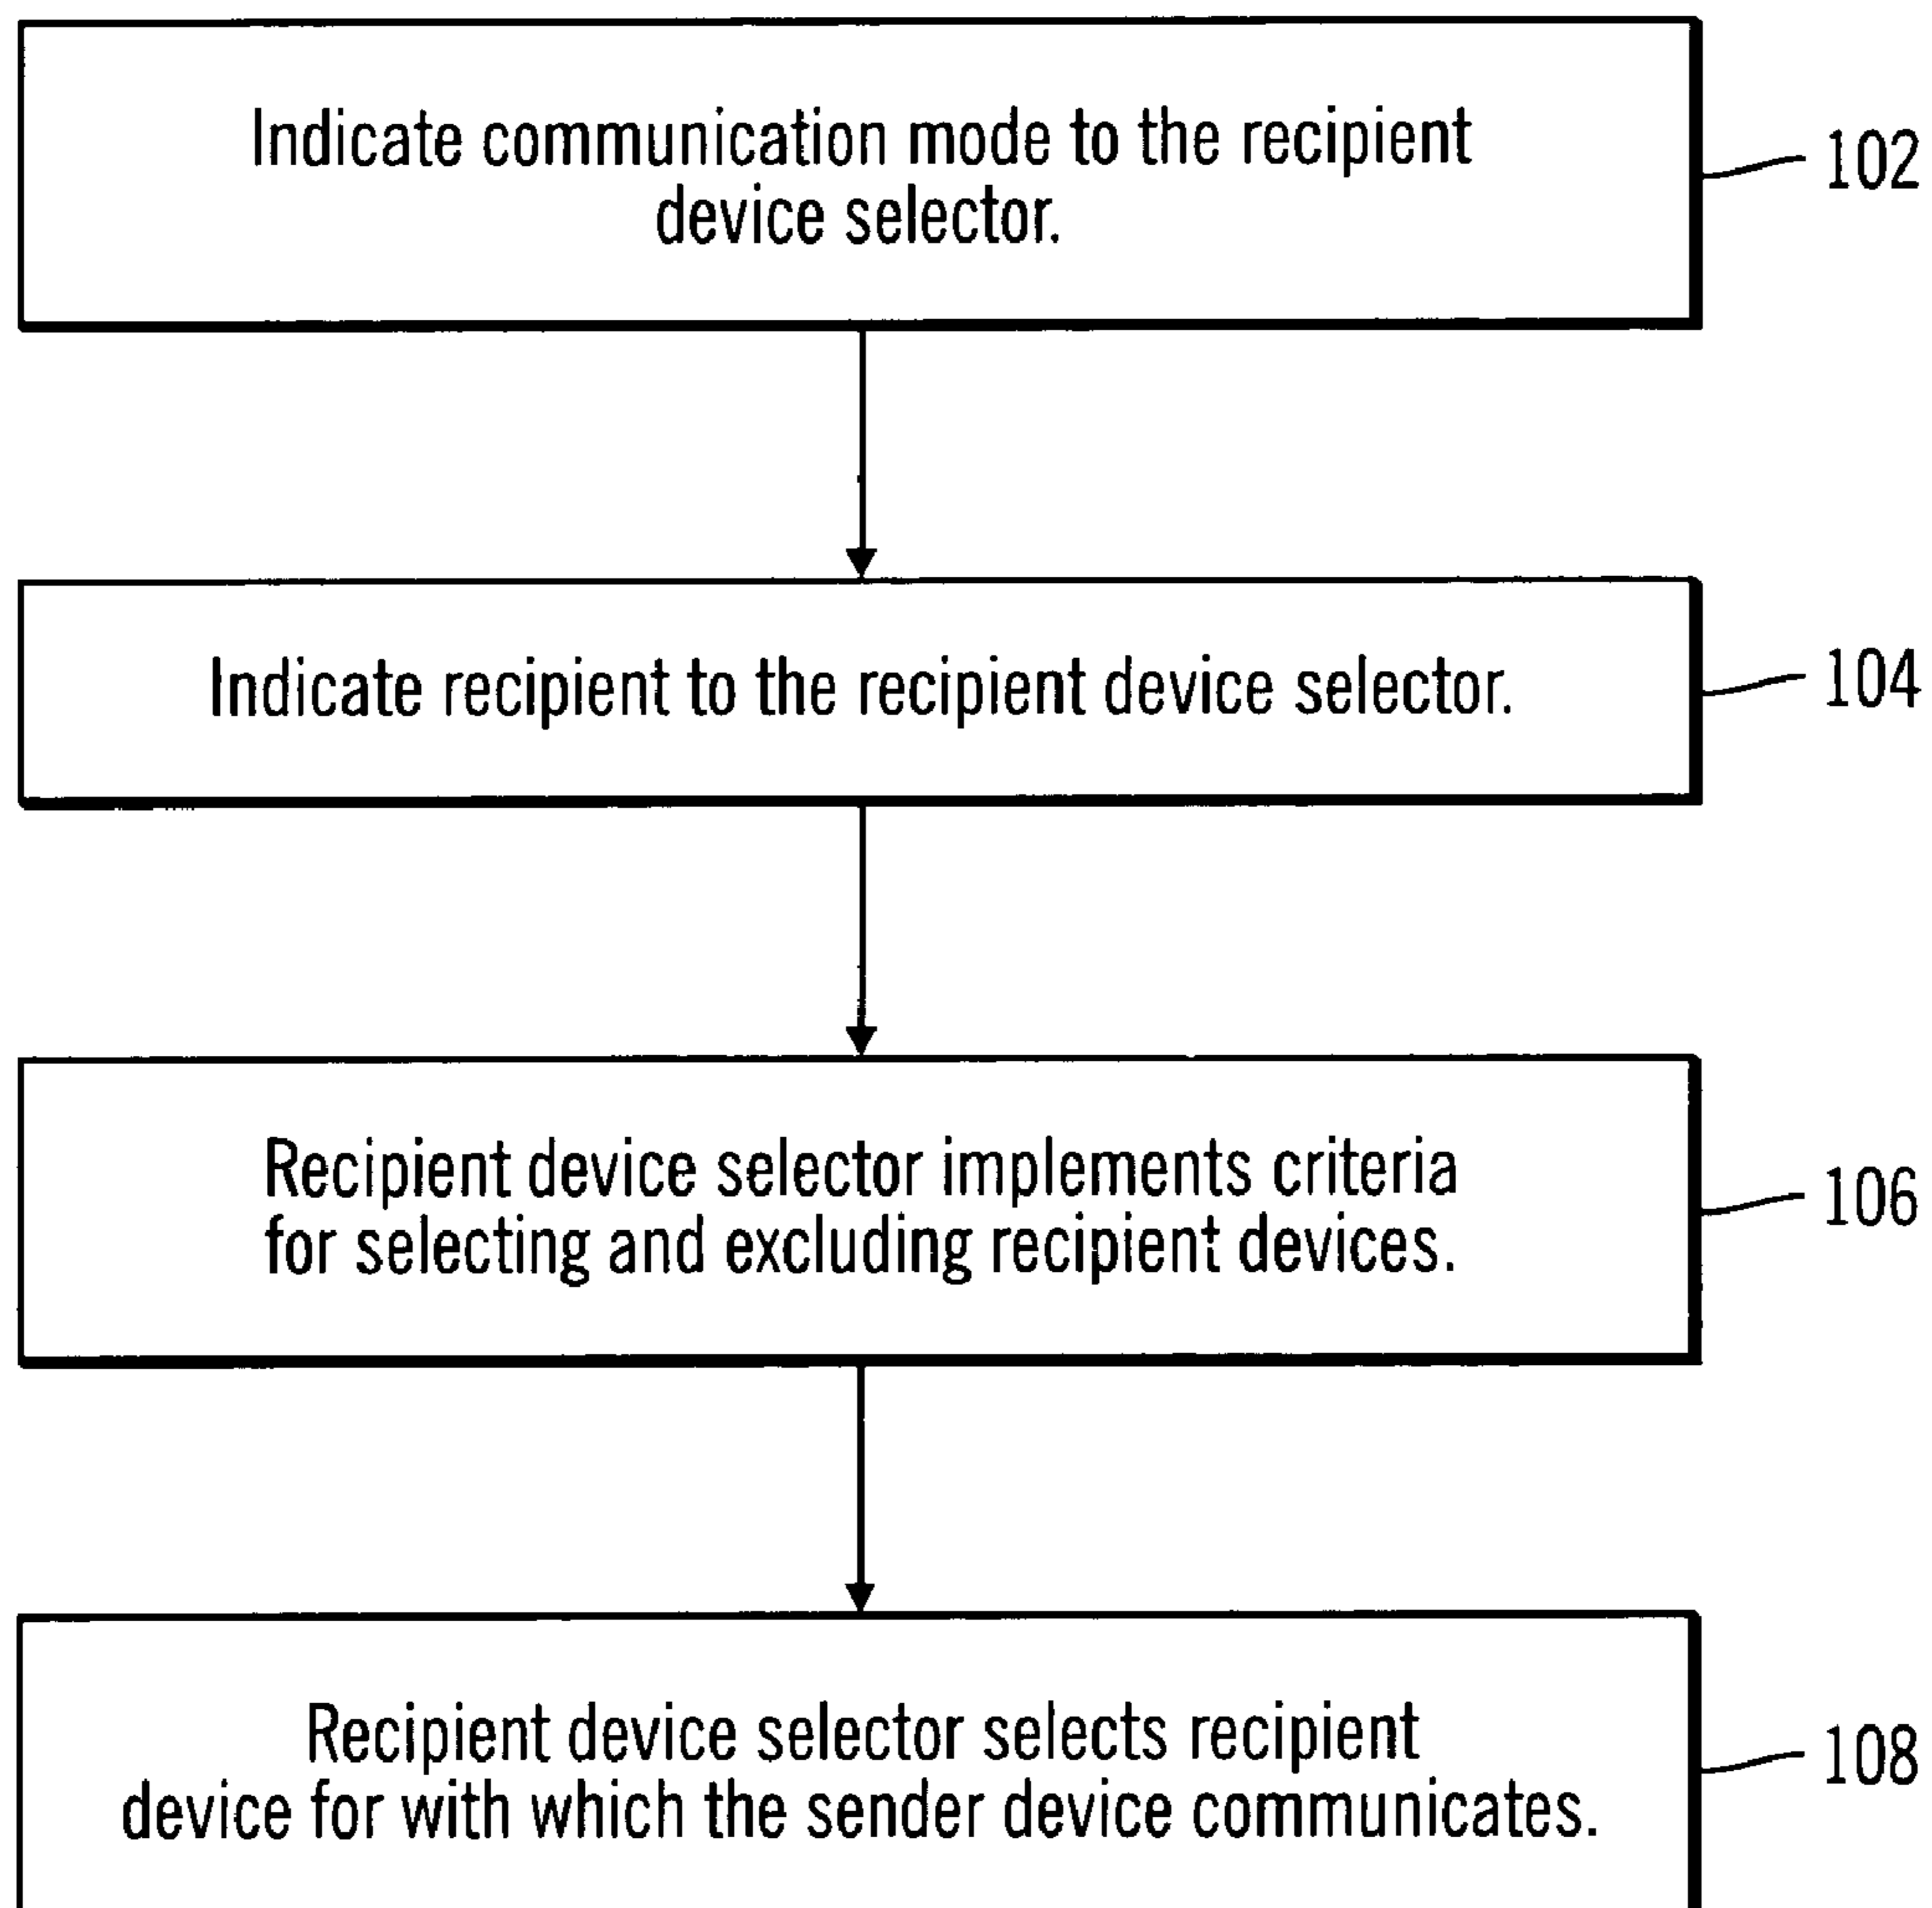 Indicate communication mode to the recipient
device selector.
102
Indicate recipient to the recipient device selector.
104
Recipient device selector implements criteria
for selecting and excluding recipient devices.
106
Recipient device selector selects recipient
device for with which the sender device communicates.
108